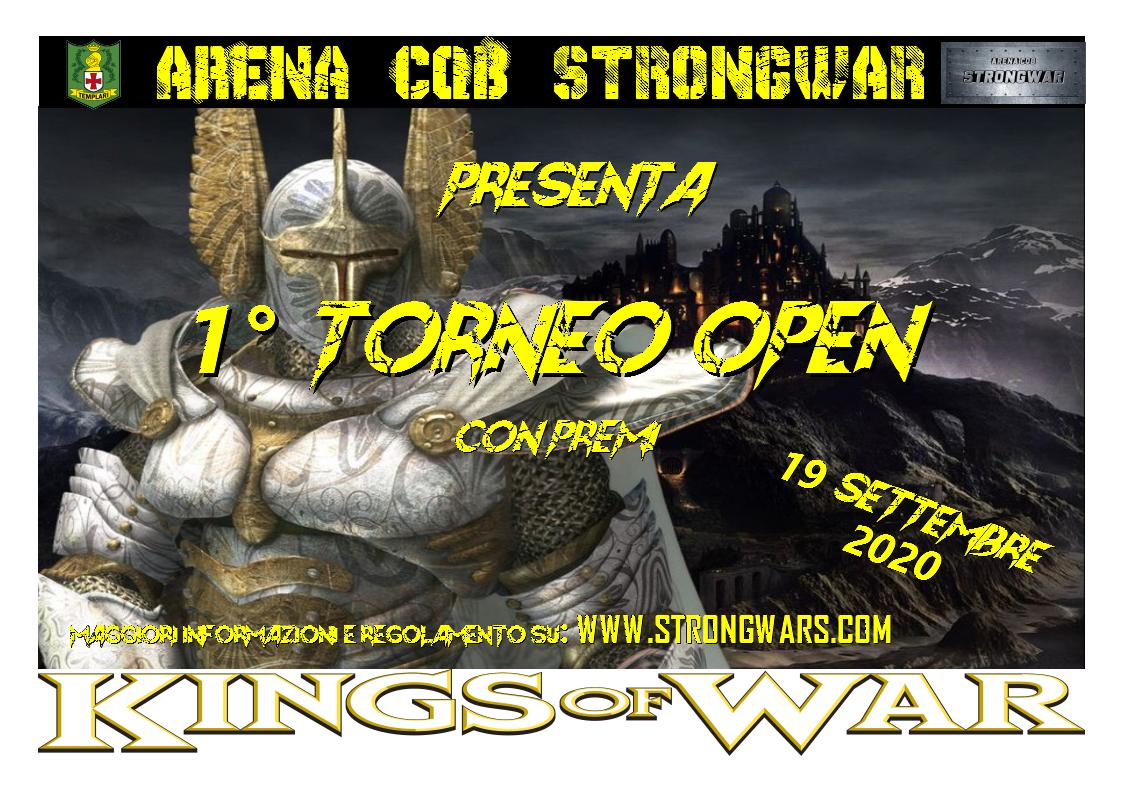 ARENA CQB STRONGWAR
TEMPLARI
ARENACQB
STRONGWAR
PRESENTA
1° TORNEO OPEN
CON PREMI
19 SETTEMBRE
2020
MAGGIORI INFORMAZIONI E REGOLAMENTO SU: WWW.STRONGWARS.COM
KINGS OF WAR